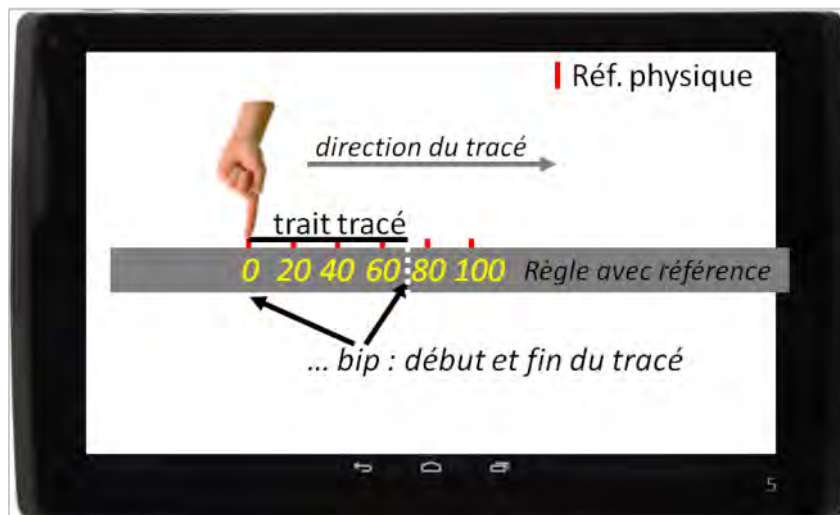 Réf. physique
direction du tracé
trait tracé
0 20 40 60 80 100 Règle avec référence
... bip : début et fin du tracé
5